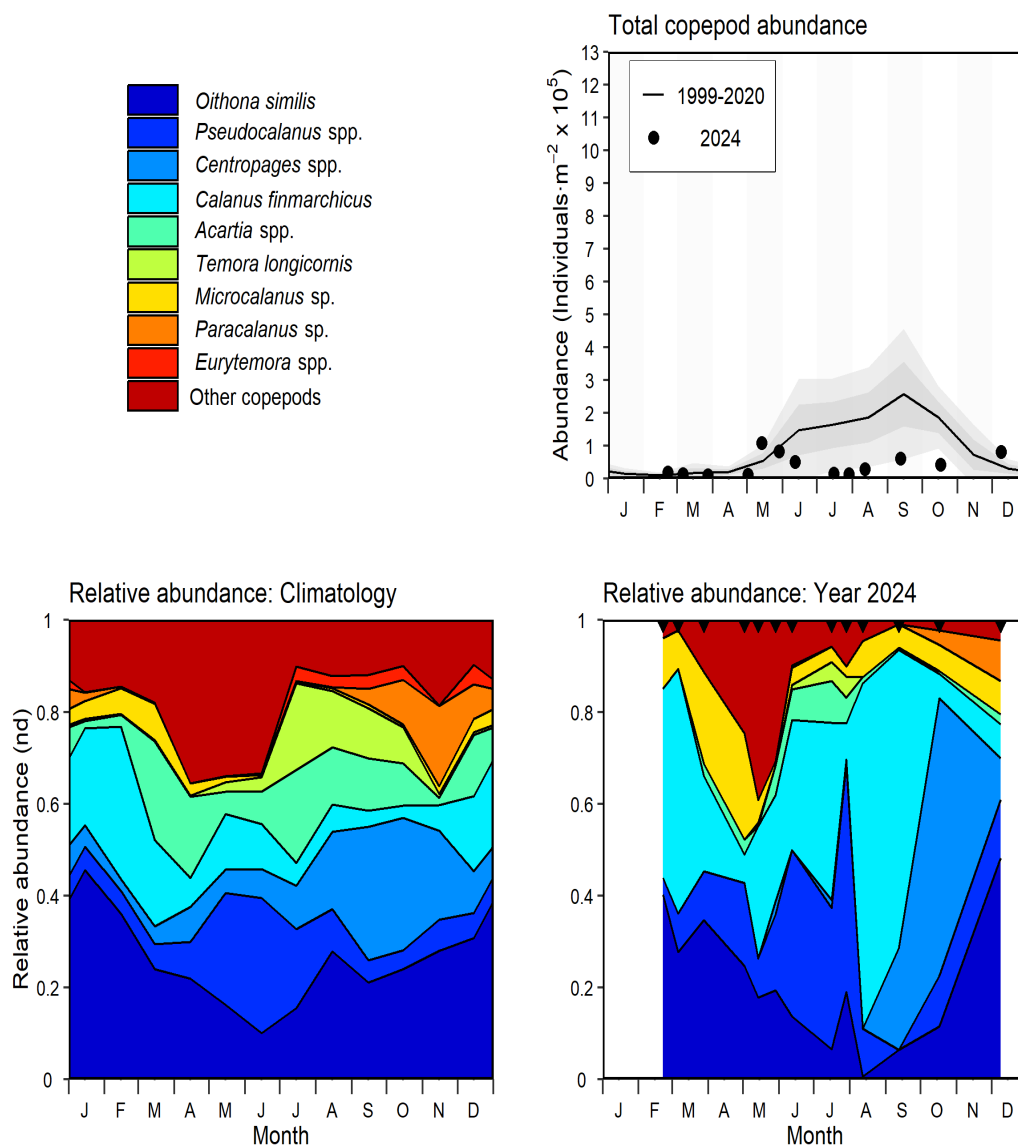 Total copepod abundance
Oithona similis
Pseudocalanus spp.
Centropages spp.
Calanus finmarchicus
Acartia spp.
Temora longicornis
Microcalanus sp.
Paracalanus sp.
Eurytemora spp.
Other copepods
Abundance (Individuals·m⁻² x 10⁵)
13
12
11
10
9
8
7
6
5
4
3
2
1
0
1999-2020
2024
J F M A M J J A S O N D
Relative abundance: Climatology
Relative abundance (nd)
1
0.8
0.6
0.4
0.2
0
J F M A M J J A S O N D
Month
Relative abundance: Year 2024
1
0.8
0.6
0.4
0.2
0
J F M A M J J A S O N D
Month